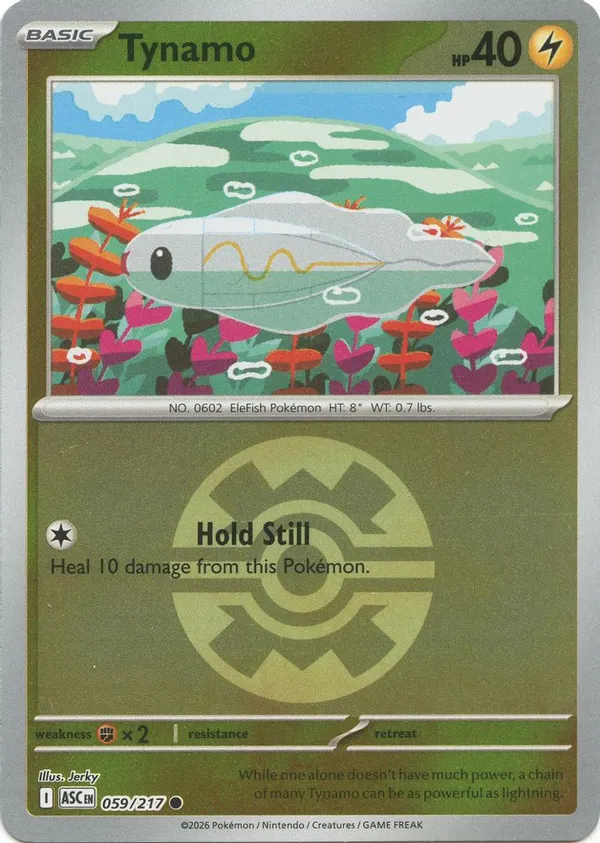 BASIC
Tynamo
HP 40
NO. 0602 EleFish Pokémon HT: 8" WT: 0.7 lbs.
Hold Still
Heal 10 damage from this Pokémon.
weakness ×2 resistance retreat
Illus. Jerky
While one alone doesn't have much power, a chain
of many Tynamo can be as powerful as lightning.
I ASC EN 059/217
©2026 Pokémon / Nintendo / Creatures / GAME FREAK